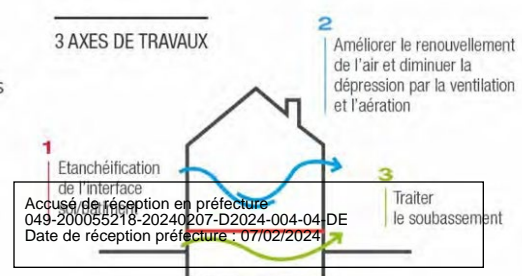 3 AXES DE TRAVAUX
s
1
Etanchéification
de l'interface
sol/bâtiment
2
Améliorer le renouvellement
de l'air et diminuer la
dépression par la ventilation
et l'aération
3
Traiter
le soubassement
Accusé de réception en préfecture
049-200055218-20240207-D2024-004-04-DE
Date de réception préfecture : 07/02/2024